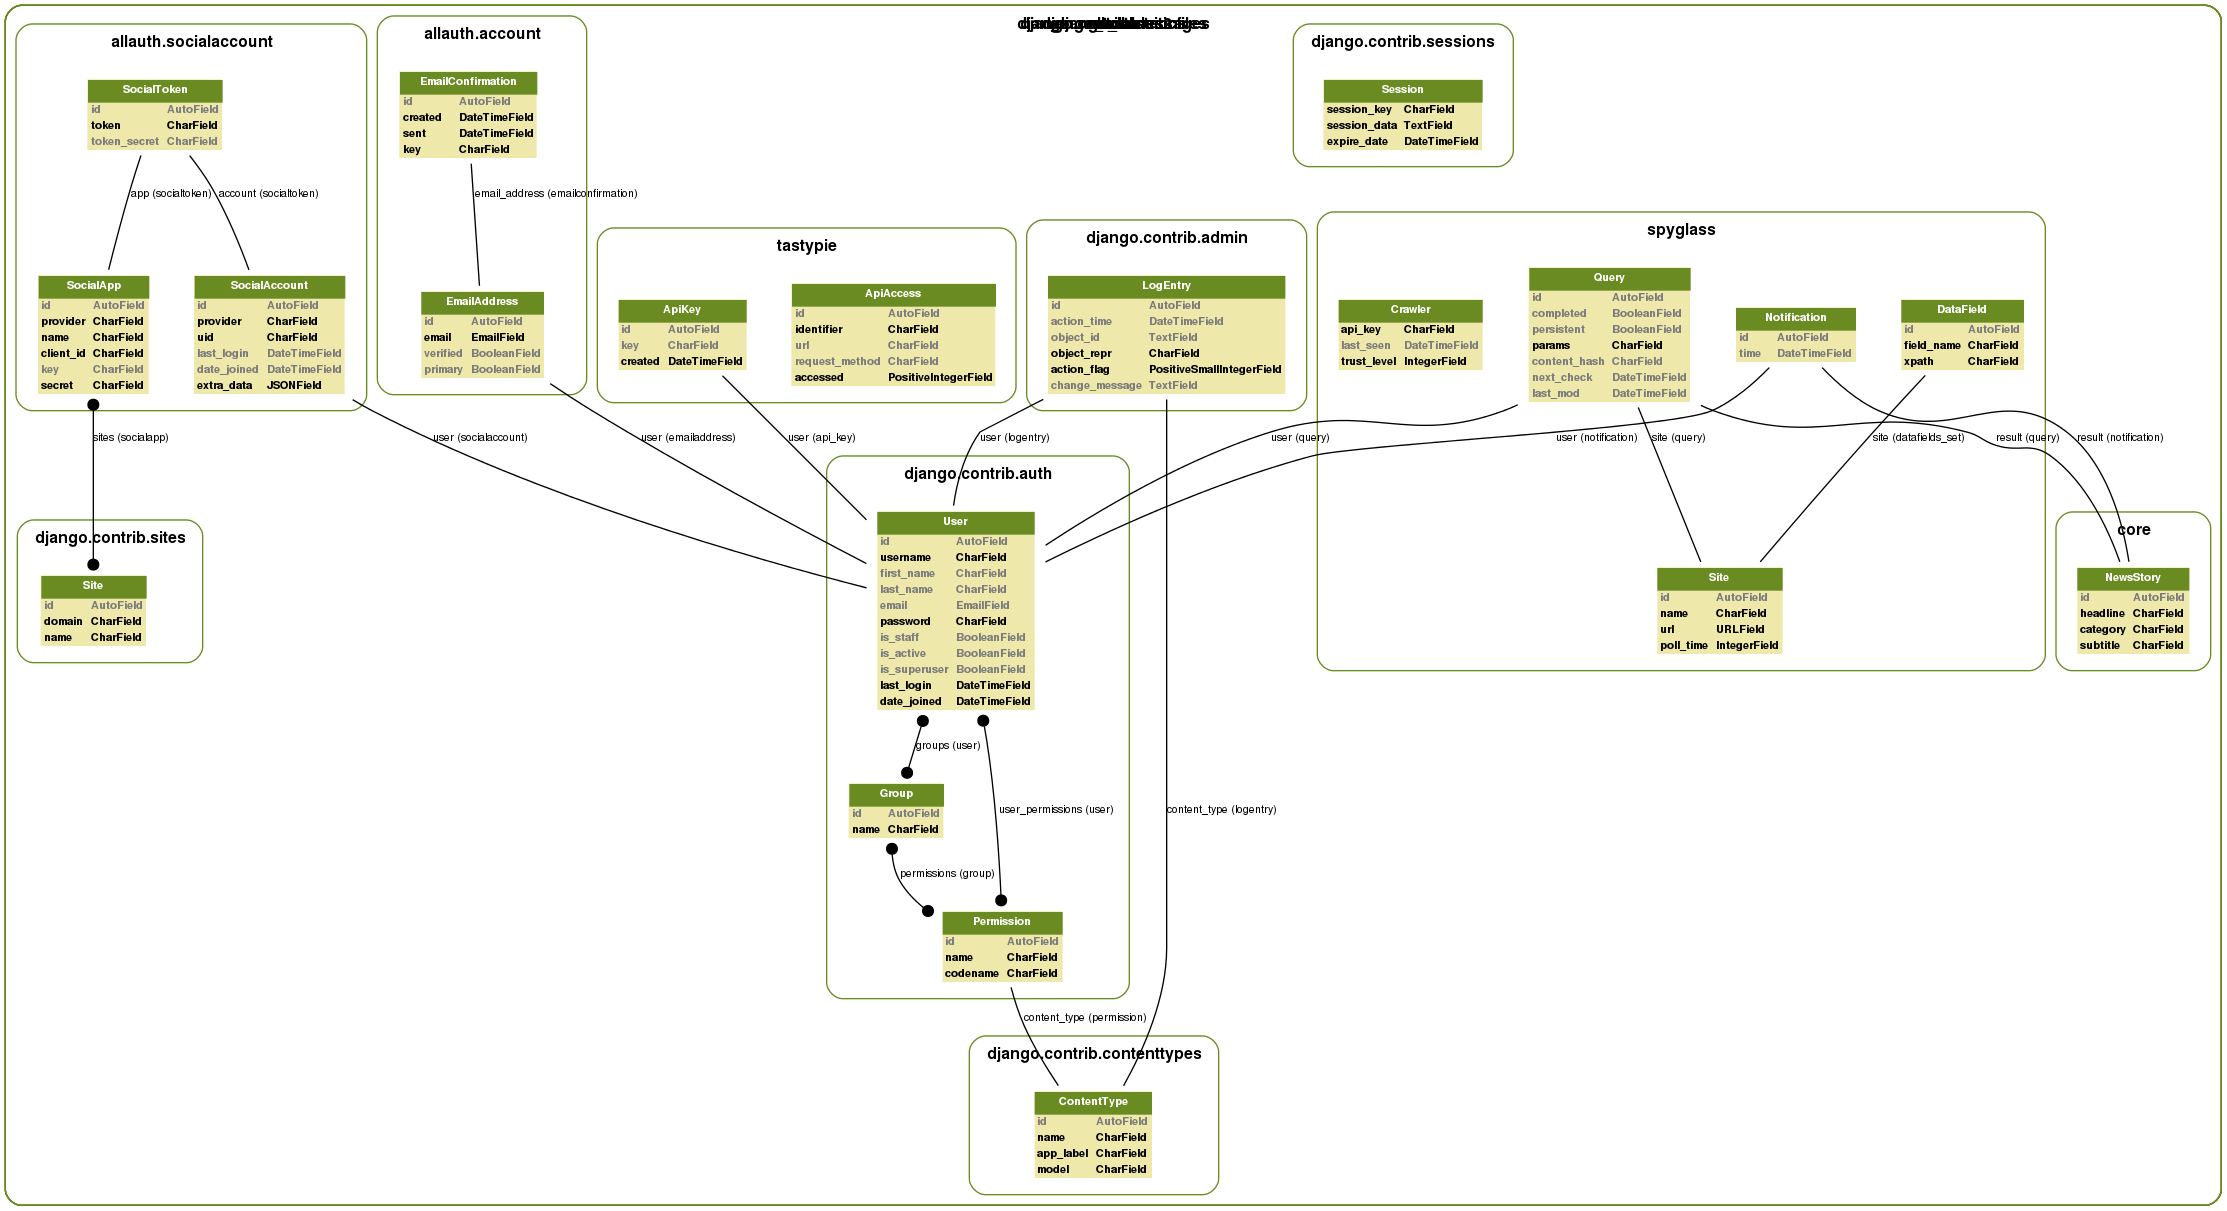 allauth.socialaccount
SocialToken
id AutoField
token CharField
token_secret CharField
app (socialtoken)
account (socialtoken)
SocialApp
id AutoField
provider CharField
name CharField
client_id CharField
key CharField
secret CharField
SocialAccount
id AutoField
provider CharField
uid CharField
last_login DateTimeField
date_joined DateTimeField
extra_data JSONField
allauth.account
EmailConfirmation
id AutoField
created DateTimeField
sent DateTimeField
key CharField
email_address (emailconfirmation)
EmailAddress
id AutoField
email EmailField
verified BooleanField
primary BooleanField
tastypie
ApiKey
id AutoField
key CharField
created DateTimeField
ApiAccess
id AutoField
identifier CharField
url CharField
request_method CharField
accessed PositiveIntegerField
django.contrib.admin
LogEntry
id AutoField
action_time DateTimeField
object_id TextField
object_repr CharField
action_flag PositiveSmallIntegerField
change_message TextField
django.contrib.sessions
Session
session_key CharField
session_data TextField
expire_date DateTimeField
spyglass
Crawler
api_key CharField
last_seen DateTimeField
trust_level IntegerField
Query
id AutoField
completed BooleanField
persistent BooleanField
params CharField
content_hash CharField
next_check DateTimeField
last_mod DateTimeField
Notification
id AutoField
time DateTimeField
DataField
id AutoField
field_name CharField
xpath CharField
sites (socialapp)
user (socialaccount)
user (emailaddress)
user (api_key)
user (logentry)
user (query)
user (notification)
site (query)
site (datafields_set)
result (query)
result (notification)
django.contrib.sites
Site
id AutoField
domain CharField
name CharField
django.contrib.auth
User
id AutoField
username CharField
first_name CharField
last_name CharField
email EmailField
password CharField
is_staff BooleanField
is_active BooleanField
is_superuser BooleanField
last_login DateTimeField
date_joined DateTimeField
Site
id AutoField
name CharField
url URLField
poll_time IntegerField
core
NewsStory
id AutoField
headline CharField
category CharField
subtitle CharField
groups (user)
Group
id AutoField
name CharField
user_permissions (user)
content_type (logentry)
permissions (group)
Permission
id AutoField
name CharField
codename CharField
content_type (permission)
django.contrib.contenttypes
ContentType
id AutoField
name CharField
app_label CharField
model CharField